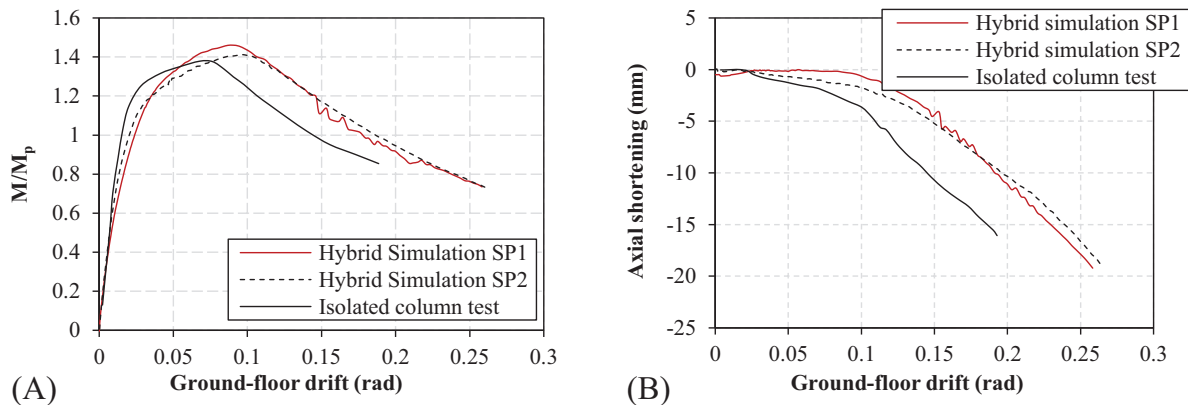 1.6
1.4
1.2
1
0.8
0.6
0.4
0.2
0
M/Mp
Hybrid Simulation SP1
Hybrid Simulation SP2
Isolated column test
0 0.05 0.1 0.15 0.2 0.25 0.3
Ground-floor drift (rad)
(A)
Hybrid simulation SP1
Hybrid simulation SP2
Isolated column test
5
0
-5
-10
-15
-20
-25
Axial shortening (mm)
0 0.05 0.1 0.15 0.2 0.25 0.3
Ground-floor drift (rad)
(B)